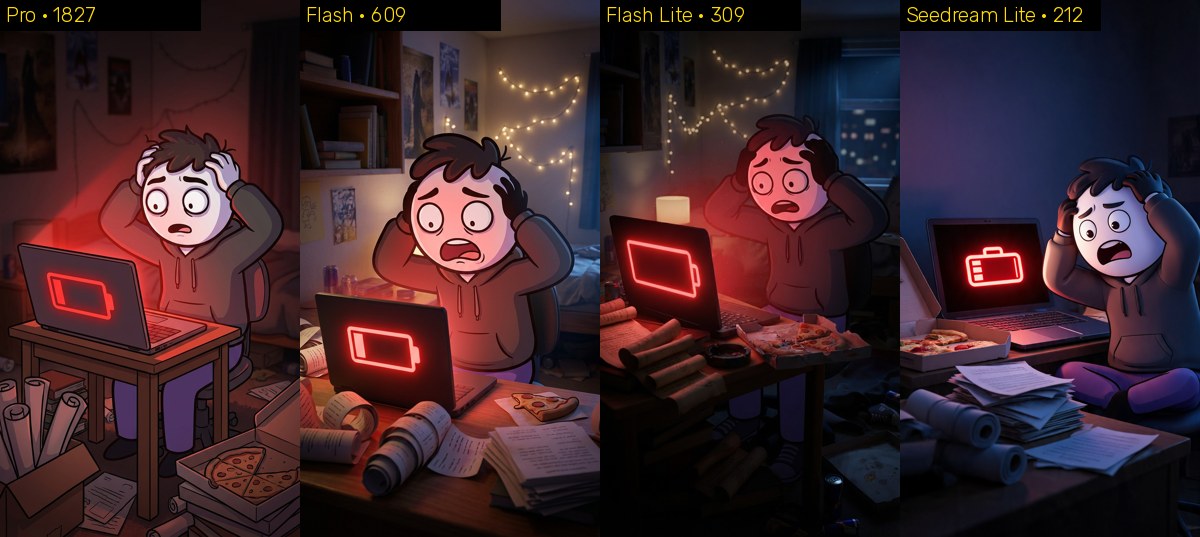 Pro • 1827
Flash • 609
Flash Lite • 309
Seedream Lite • 212